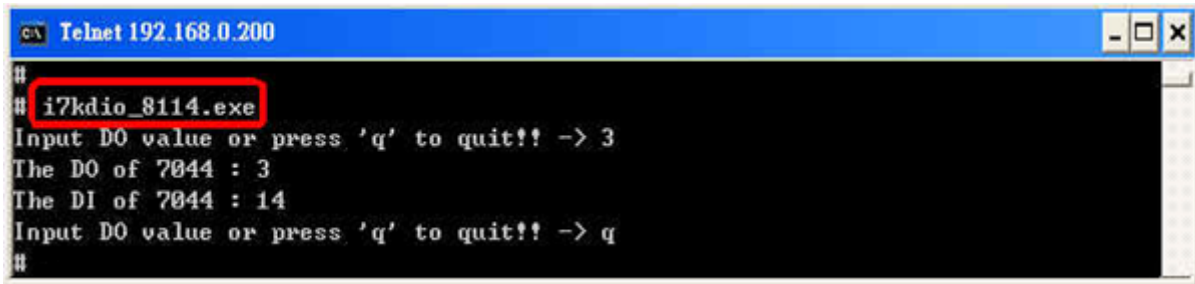 Telnet 192.168.0.200
#
# i7kdio_8114.exe
Input DO value or press 'q' to quit!! -> 3
The DO of 7044 : 3
The DI of 7044 : 14
Input DO value or press 'q' to quit!! -> q
#